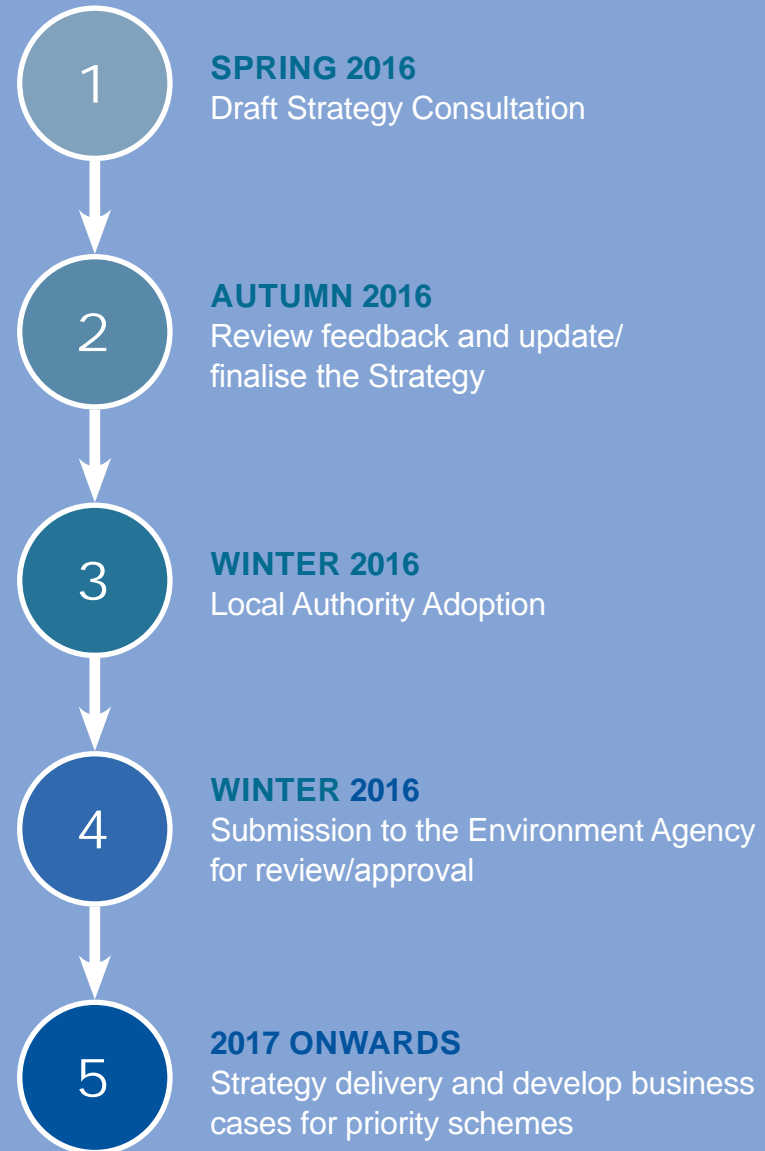 1
SPRING 2016
Draft Strategy Consultation
2
AUTUMN 2016
Review feedback and update/
finalise the Strategy
3
WINTER 2016
Local Authority Adoption
4
WINTER 2016
Submission to the Environment Agency
for review/approval
5
2017 ONWARDS
Strategy delivery and develop business
cases for priority schemes